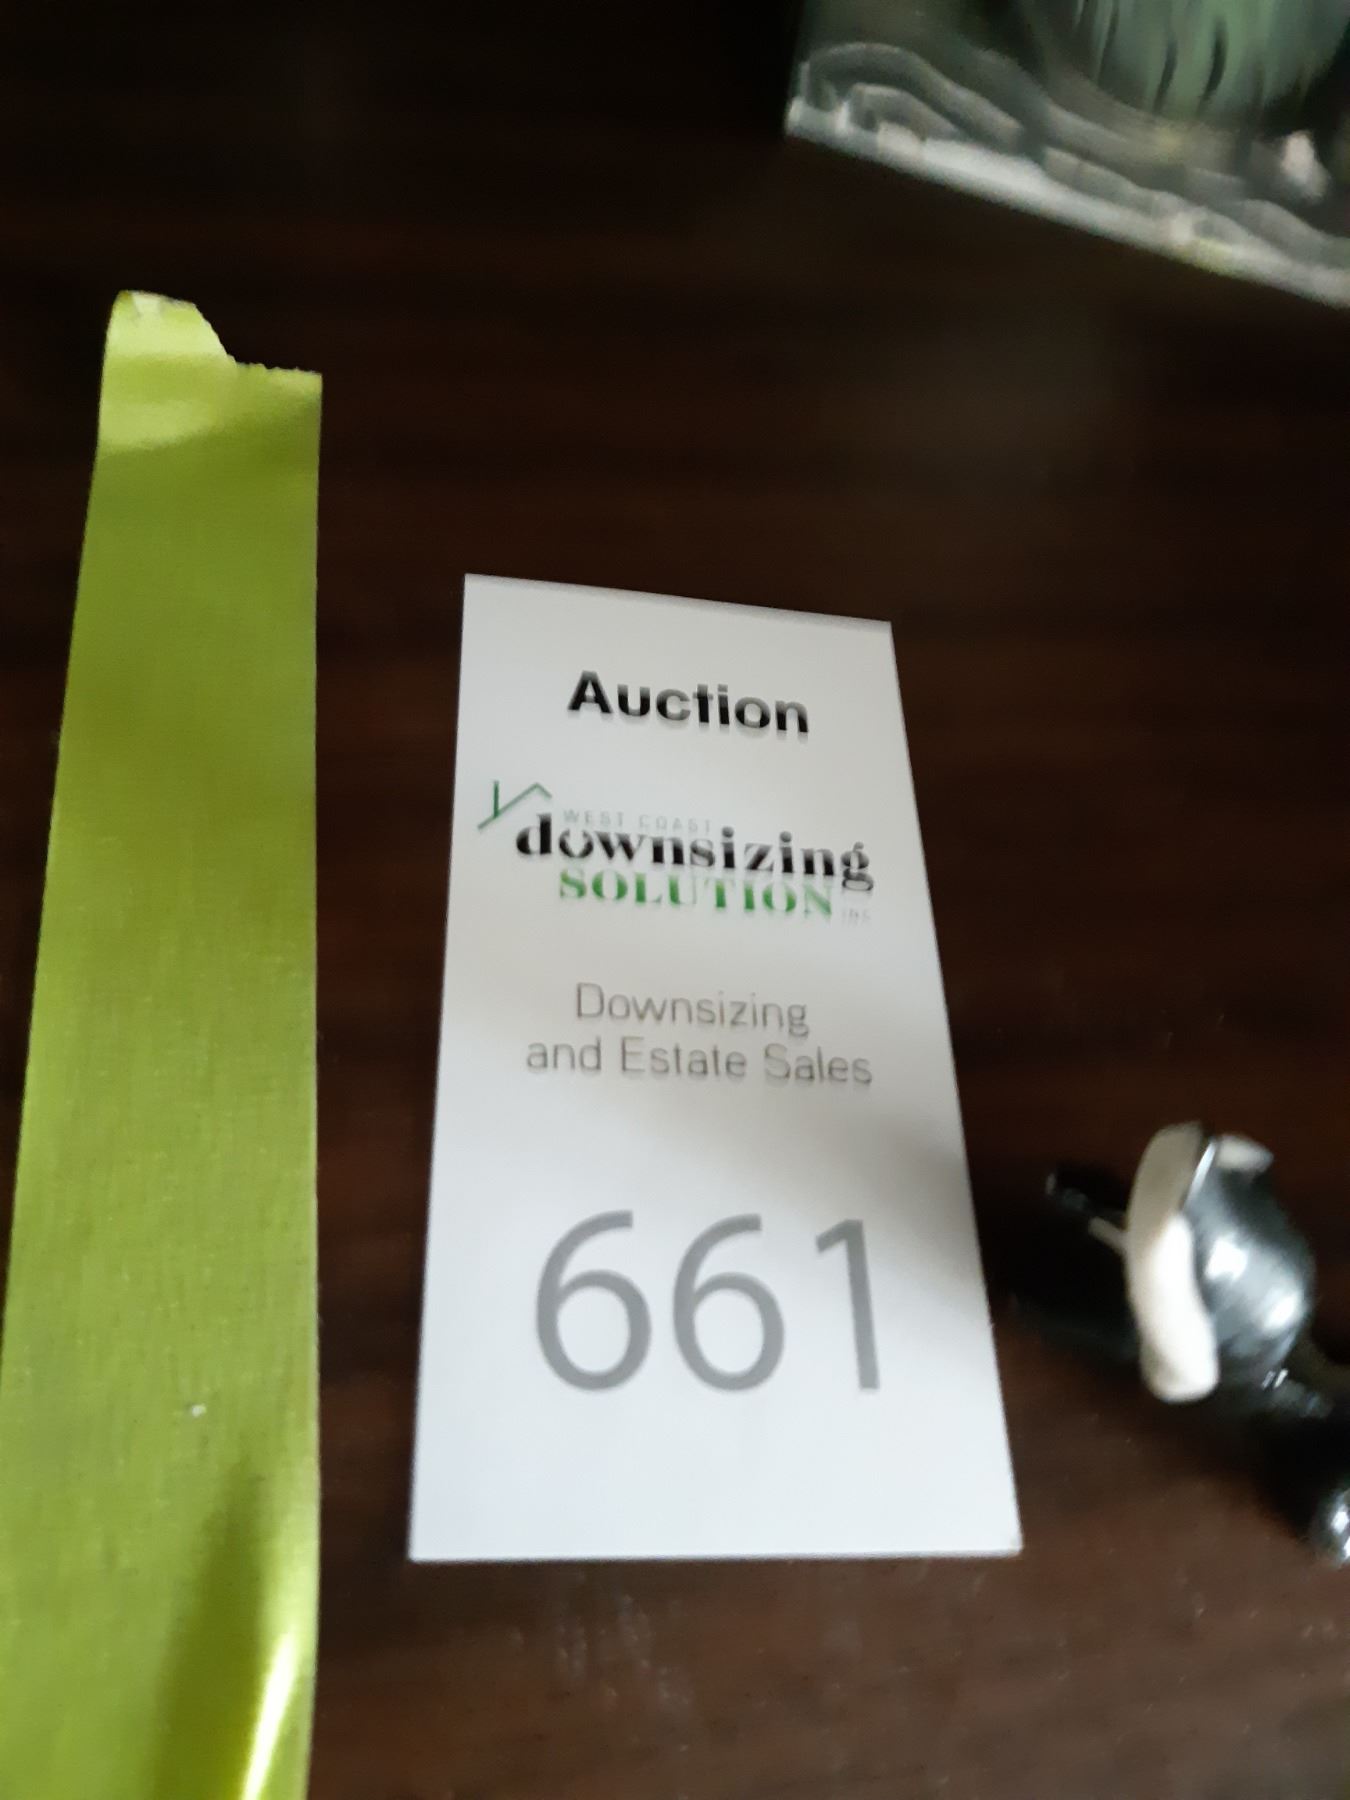 Auction
WEST COAST
downsizing
SOLUTION INC
Downsizing
and Estate Sales
661